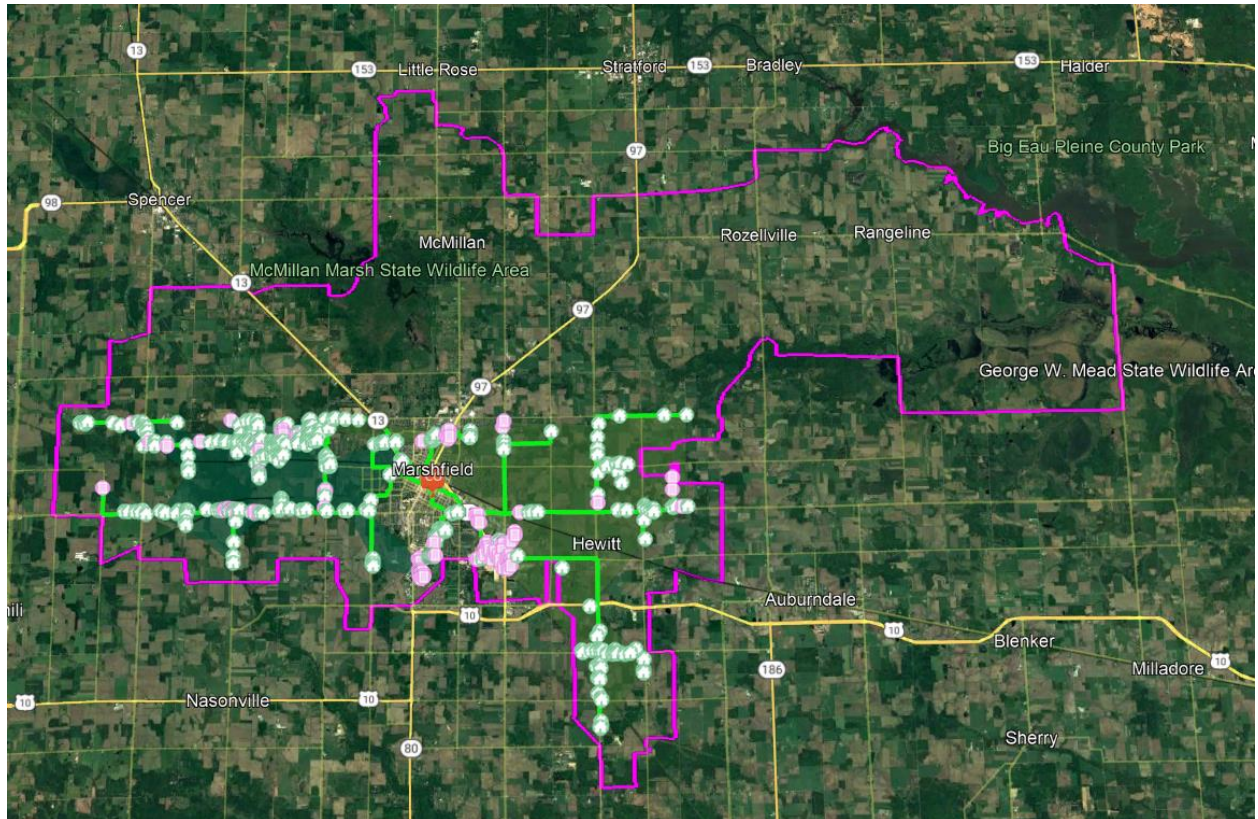 13
153
Little Rose
Stratford
153
Bradley
153
Halder
97
Big Eau Pleine County Park
98
Spencer
McMillan
Rozellville
Rangeline
McMillan Marsh State Wildlife Area
13
97
George W. Mead State Wildlife Are
97
13
Marshfield
Hewitt
Auburndale
10
10
Blenker
186
Milladore
10
10
Nasonville
10
80
Sherry